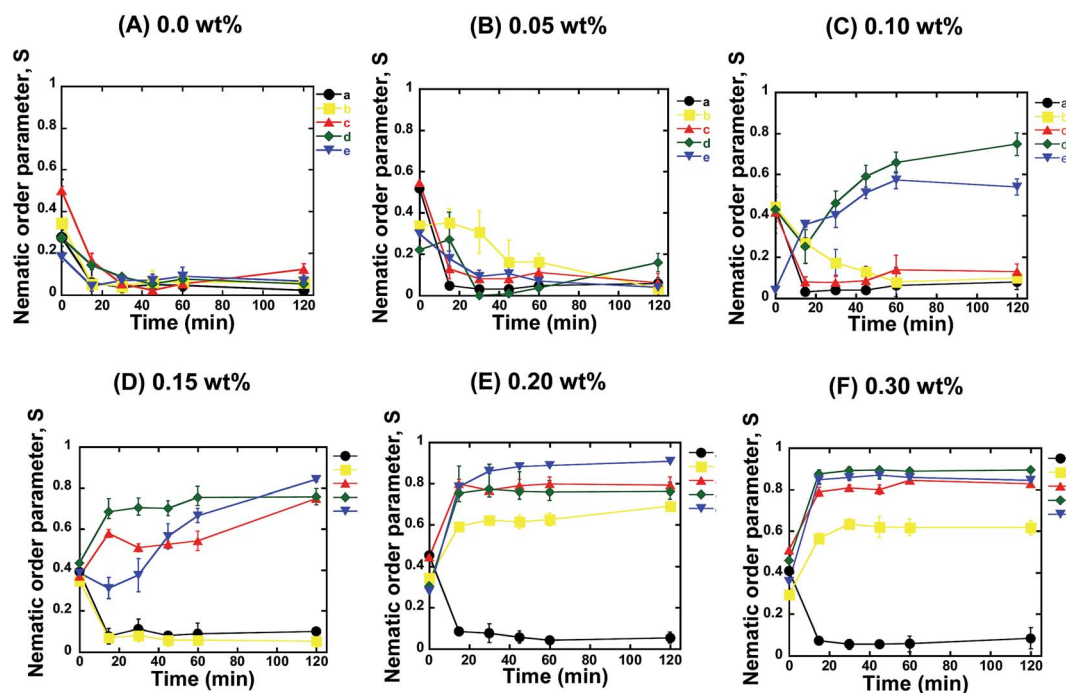 (A) 0.0 wt%
Nematic order parameter, S
1
0.8
0.6
0.4
0.2
0
0 20 40 60 80 100 120
Time (min)
a
b
c
d
e
(B) 0.05 wt%
Nematic order parameter, S
1
0.8
0.6
0.4
0.2
0
0 20 40 60 80 100 120
Time (min)
a
b
c
d
e
(C) 0.10 wt%
Nematic order parameter, S
1
0.8
0.6
0.4
0.2
0
0 20 40 60 80 100 120
Time (min)
a
b
c
d
e
(D) 0.15 wt%
Nematic order parameter, S
1
0.8
0.6
0.4
0.2
0
0 20 40 60 80 100 120
Time (min)
(E) 0.20 wt%
Nematic order parameter, S
1
0.8
0.6
0.4
0.2
0
0 20 40 60 80 100 120
Time (min)
(F) 0.30 wt%
Nematic order parameter, S
1
0.8
0.6
0.4
0.2
0
0 20 40 60 80 100 120
Time (min)